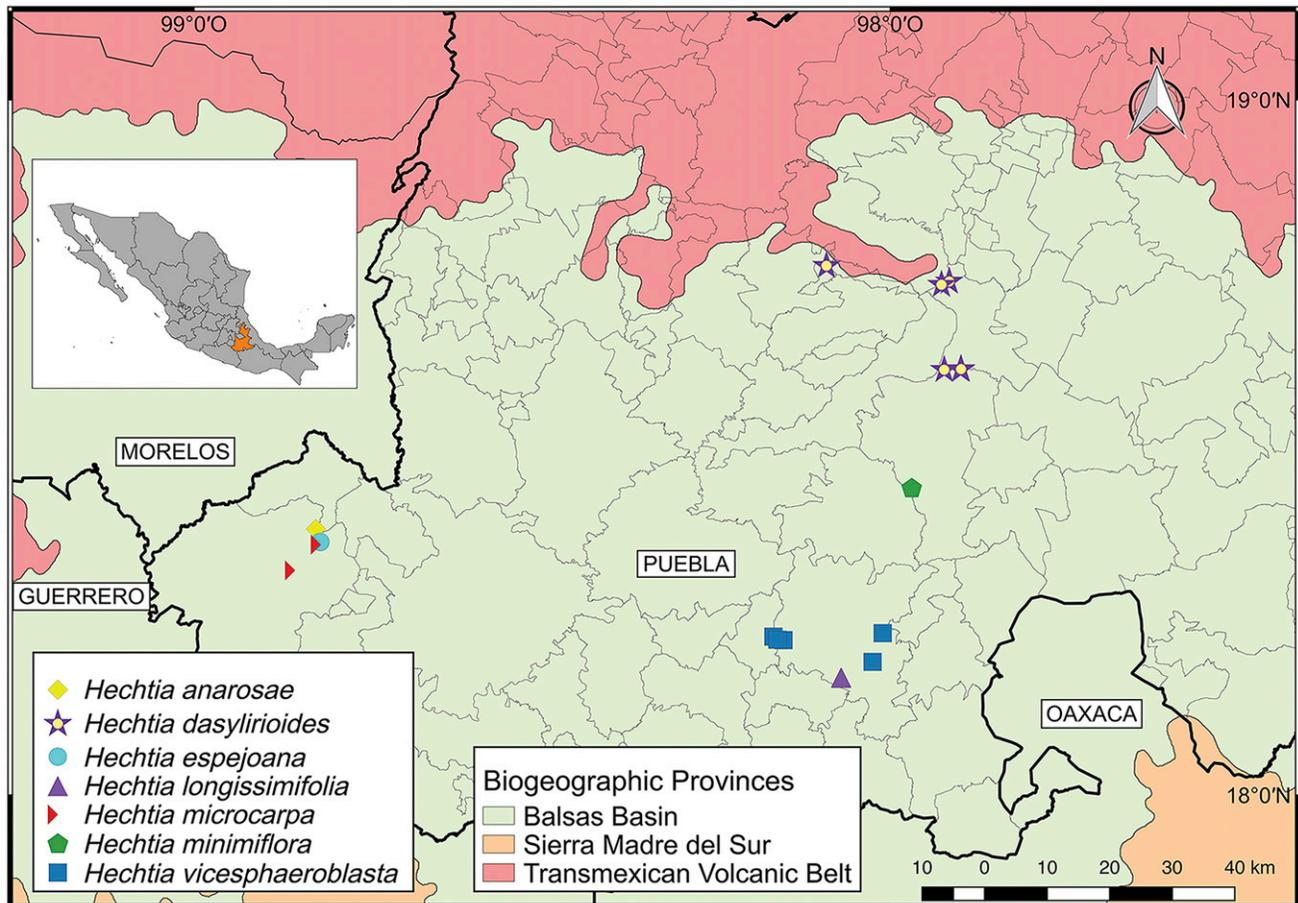 99°0′O
98°0′O
N
19°0′N
MORELOS
PUEBLA
GUERRERO
OAXACA
Hechtia anarosae
Hechtia dasylirioides
Hechtia espejoana
Hechtia longissimifolia
Hechtia microcarpa
Hechtia minimiflora
Hechtia vicesphaeroblasta
Biogeographic Provinces
Balsas Basin
Sierra Madre del Sur
Transmexican Volcanic Belt
18°0′N
10 0 10 20 30 40 km